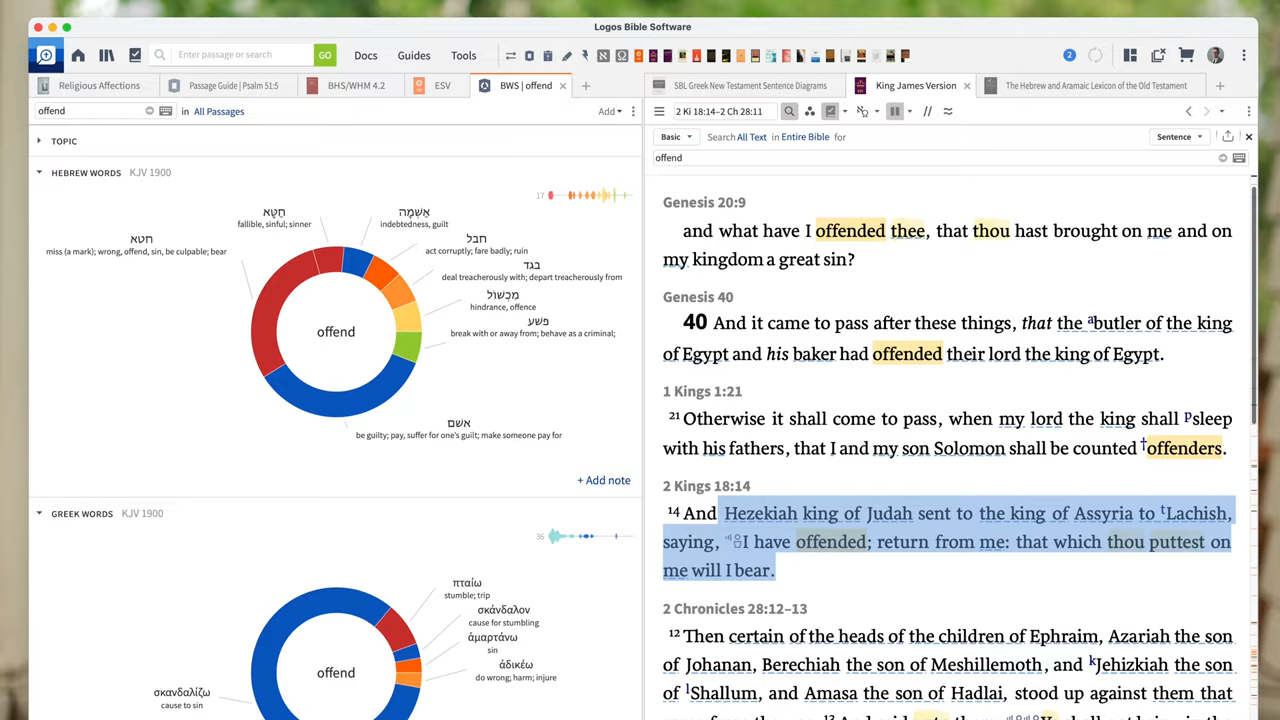 Logos Bible Software
Enter passage or search
GO
Docs
Guides
Tools
2
Religious Affections
Passage Guide | Psalm 51:5
BHS/WHM 4.2
ESV
BWS | offend
offend
in All Passages
Add
TOPIC
HEBREW WORDS KJV 1900
17
חַטָּא
fallible, sinful; sinner
אַשְׁמָה
indebtedness, guilt
חטא
miss (a mark); wrong, offend, sin, be culpable; bear
חבל
act corruptly; fare badly; ruin
בגד
deal treacherously with; depart treacherously from
מִכְשׁוֹל
hindrance, offence
פשׁע
break with or away from; behave as a criminal;
offend
אשׁם
be guilty; pay, suffer for one's guilt; make someone pay for
+ Add note
GREEK WORDS KJV 1900
36
πταίω
stumble; trip
σκάνδαλον
cause for stumbling
ἁμαρτάνω
sin
ἀδικέω
do wrong; harm; injure
offend
σκανδαλίζω
cause to sin
SBL Greek New Testament Sentence Diagrams
King James Version
The Hebrew and Aramaic Lexicon of the Old Testament
2 Ki 18:14–2 Ch 28:11
Basic
Search All Text in Entire Bible for
Sentence
offend
Genesis 20:9
and what have I offended thee, that thou hast brought on me and on
my kingdom a great sin?
Genesis 40
40 And it came to pass after these things, that the a butler of the king
of Egypt and his baker had offended their lord the king of Egypt.
1 Kings 1:21
21 Otherwise it shall come to pass, when my lord the king shall p sleep
with his fathers, that I and my son Solomon shall be counted † offenders.
2 Kings 18:14
14 And Hezekiah king of Judah sent to the king of Assyria to t Lachish,
saying, I have offended; return from me: that which thou puttest on
me will I bear.
2 Chronicles 28:12–13
12 Then certain of the heads of the children of Ephraim, Azariah the son
of Johanan, Berechiah the son of Meshillemoth, and k Jehizkiah the son
of l Shallum, and Amasa the son of Hadlai, stood up against them that